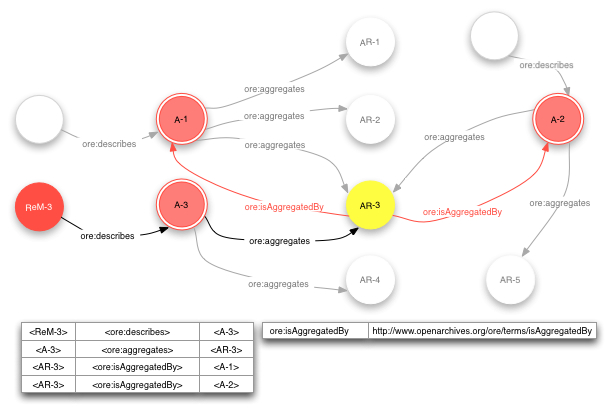 AR-1
ore:describes
ore:aggregates
A-1
ore:aggregates
AR-2
A-2
ore:describes
ore:aggregates
ore:aggregates
ReM-3
A-3
ore:isAggregatedBy
AR-3
ore:isAggregatedBy
ore:aggregates
ore:describes
ore:aggregates
ore:aggregates
AR-4
AR-5
<ReM-3> <ore:describes> <A-3>
<A-3> <ore:aggregates> <AR-3>
<AR-3> <ore:isAggregatedBy> <A-1>
<AR-3> <ore:isAggregatedBy> <A-2>
ore:isAggregatedBy http://www.openarchives.org/ore/terms/isAggregatedBy